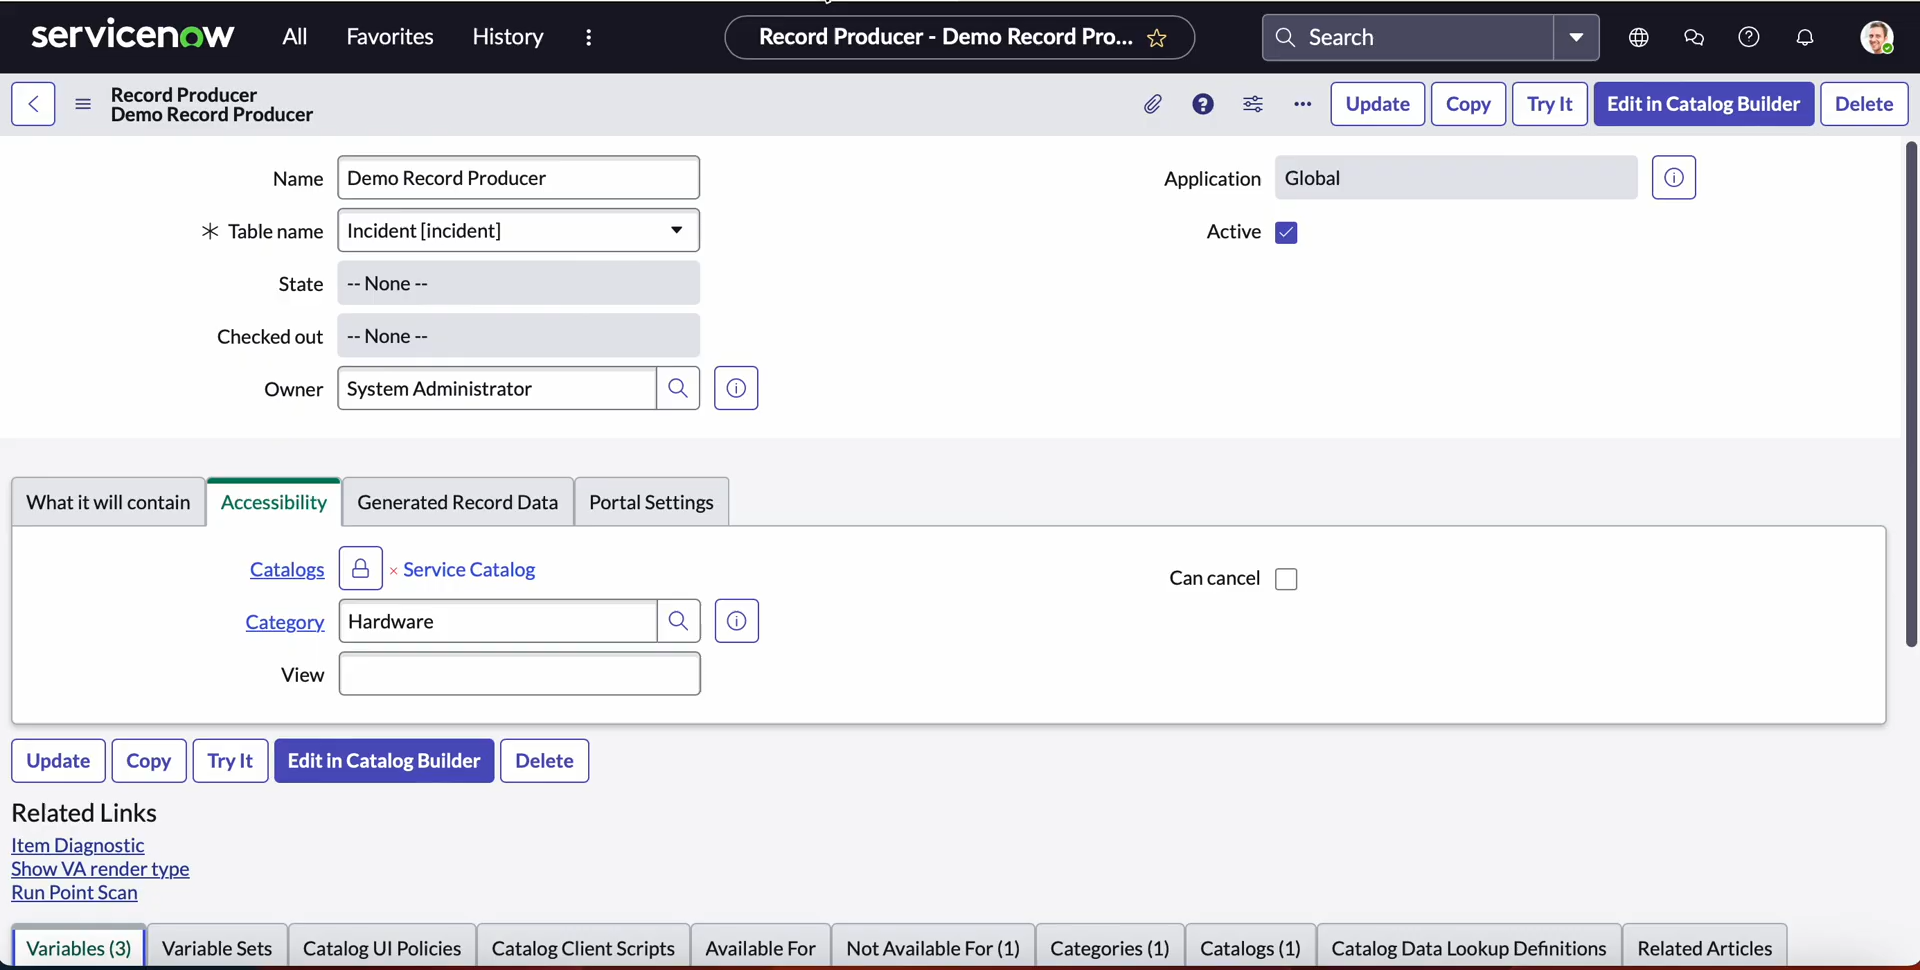 servicenow All Favorites History Record Producer - Demo Record Pro... Search
Record Producer
Demo Record Producer
Update Copy Try It Edit in Catalog Builder Delete
Name Demo Record Producer Application Global
Table name Incident [incident] Active
State -- None --
Checked out -- None --
Owner System Administrator
What it will contain Accessibility Generated Record Data Portal Settings
Catalogs × Service Catalog Can cancel
Category Hardware
View
Update Copy Try It Edit in Catalog Builder Delete
Related Links
Item Diagnostic
Show VA render type
Run Point Scan
Variables (3) Variable Sets Catalog UI Policies Catalog Client Scripts Available For Not Available For (1) Categories (1) Catalogs (1) Catalog Data Lookup Definitions Related Articles